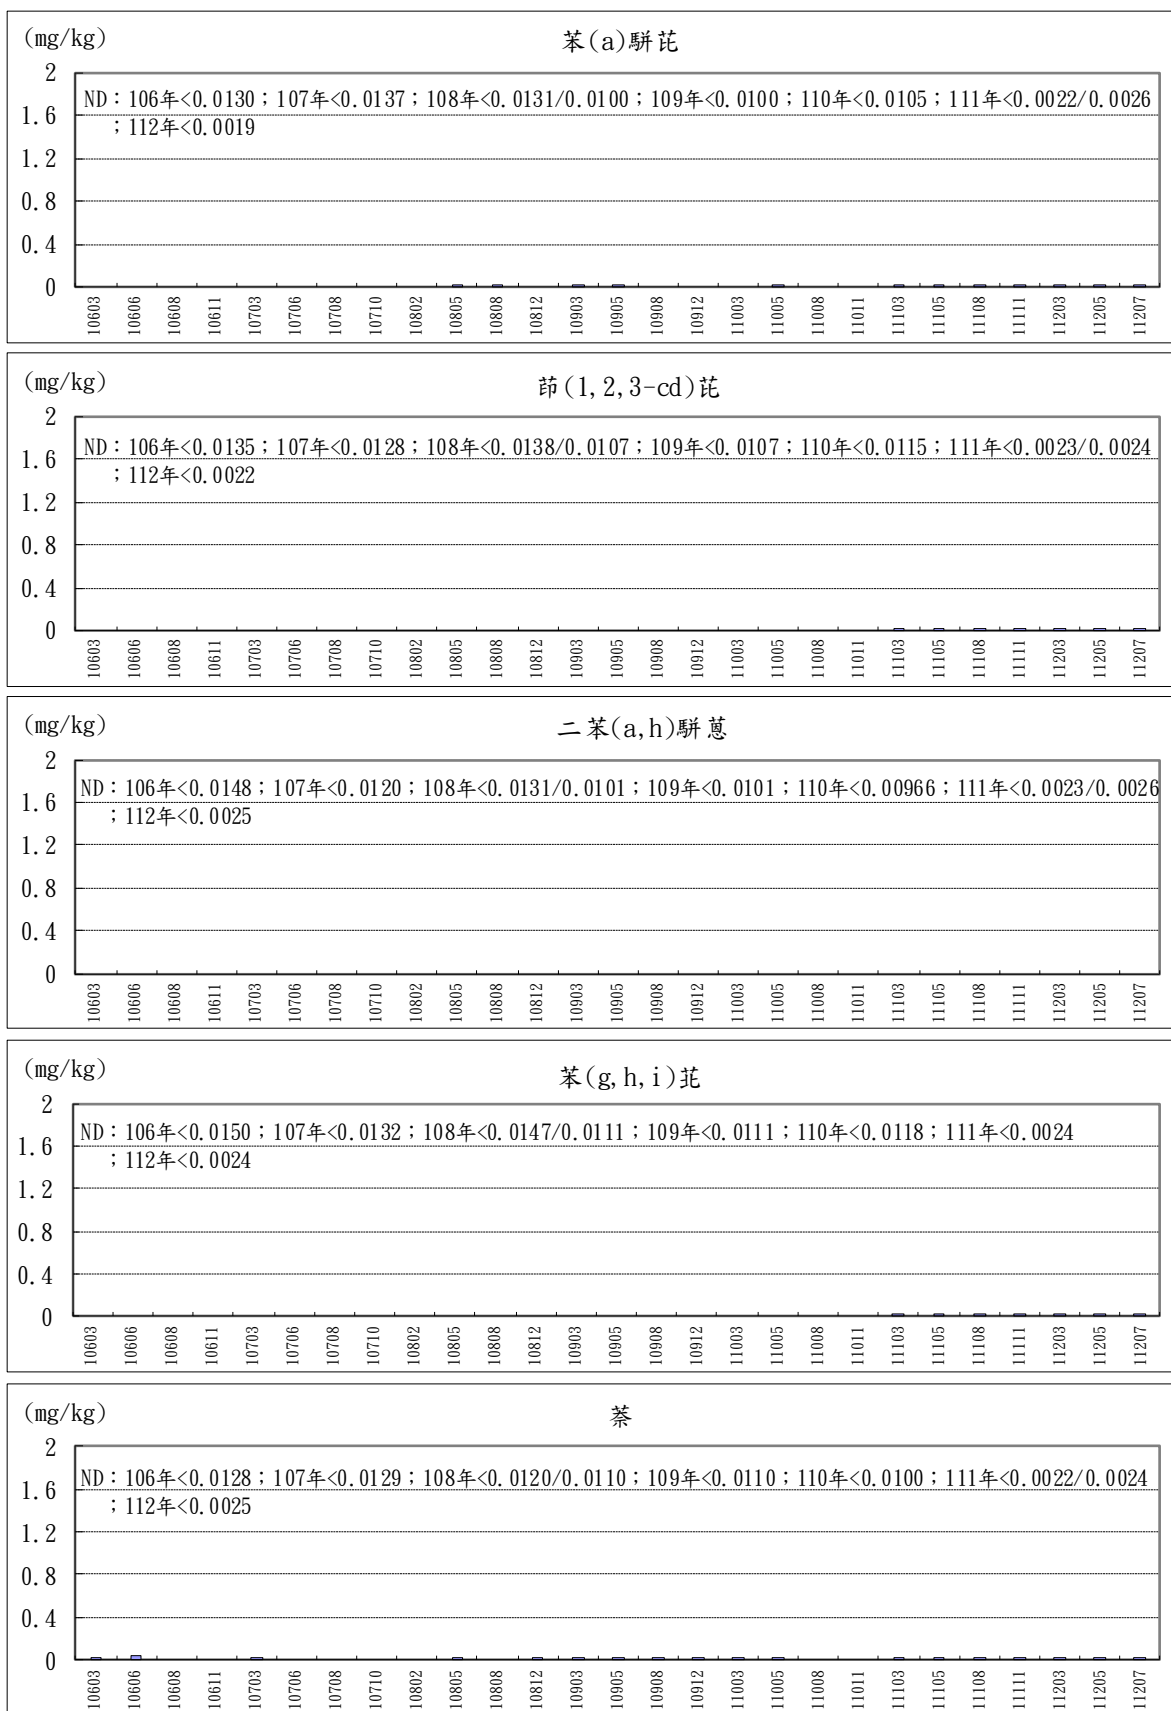 (mg/kg)
苯(a)駢芘
2
ND：106年<0.0130；107年<0.0137；108年<0.0131/0.0100；109年<0.0100；110年<0.0105；111年<0.0022/0.0026
1.6
；112年<0.0019
1.2
0.8
0.4
0
10603 10606 10608 10611 10703 10706 10708 10710 10802 10805 10808 10812 10903 10905 10908 10912 11003 11005 11008 11011 11103 11105 11108 11111 11203 11205 11207
(mg/kg)
茚(1,2,3-cd)芘
2
ND：106年<0.0135；107年<0.0128；108年<0.0138/0.0107；109年<0.0107；110年<0.0115；111年<0.0023/0.0024
1.6
；112年<0.0022
1.2
0.8
0.4
0
10603 10606 10608 10611 10703 10706 10708 10710 10802 10805 10808 10812 10903 10905 10908 10912 11003 11005 11008 11011 11103 11105 11108 11111 11203 11205 11207
(mg/kg)
二苯(a,h)駢蒽
2
ND：106年<0.0148；107年<0.0120；108年<0.0131/0.0101；109年<0.0101；110年<0.00966；111年<0.0023/0.0026
1.6
；112年<0.0025
1.2
0.8
0.4
0
10603 10606 10608 10611 10703 10706 10708 10710 10802 10805 10808 10812 10903 10905 10908 10912 11003 11005 11008 11011 11103 11105 11108 11111 11203 11205 11207
(mg/kg)
苯(g,h,i)苝
2
ND：106年<0.0150；107年<0.0132；108年<0.0147/0.0111；109年<0.0111；110年<0.0118；111年<0.0024
1.6
；112年<0.0024
1.2
0.8
0.4
0
10603 10606 10608 10611 10703 10706 10708 10710 10802 10805 10808 10812 10903 10905 10908 10912 11003 11005 11008 11011 11103 11105 11108 11111 11203 11205 11207
(mg/kg)
萘
2
ND：106年<0.0128；107年<0.0129；108年<0.0120/0.0110；109年<0.0110；110年<0.0100；111年<0.0022/0.0024
1.6
；112年<0.0025
1.2
0.8
0.4
0
10603 10606 10608 10611 10703 10706 10708 10710 10802 10805 10808 10812 10903 10905 10908 10912 11003 11005 11008 11011 11103 11105 11108 11111 11203 11205 11207